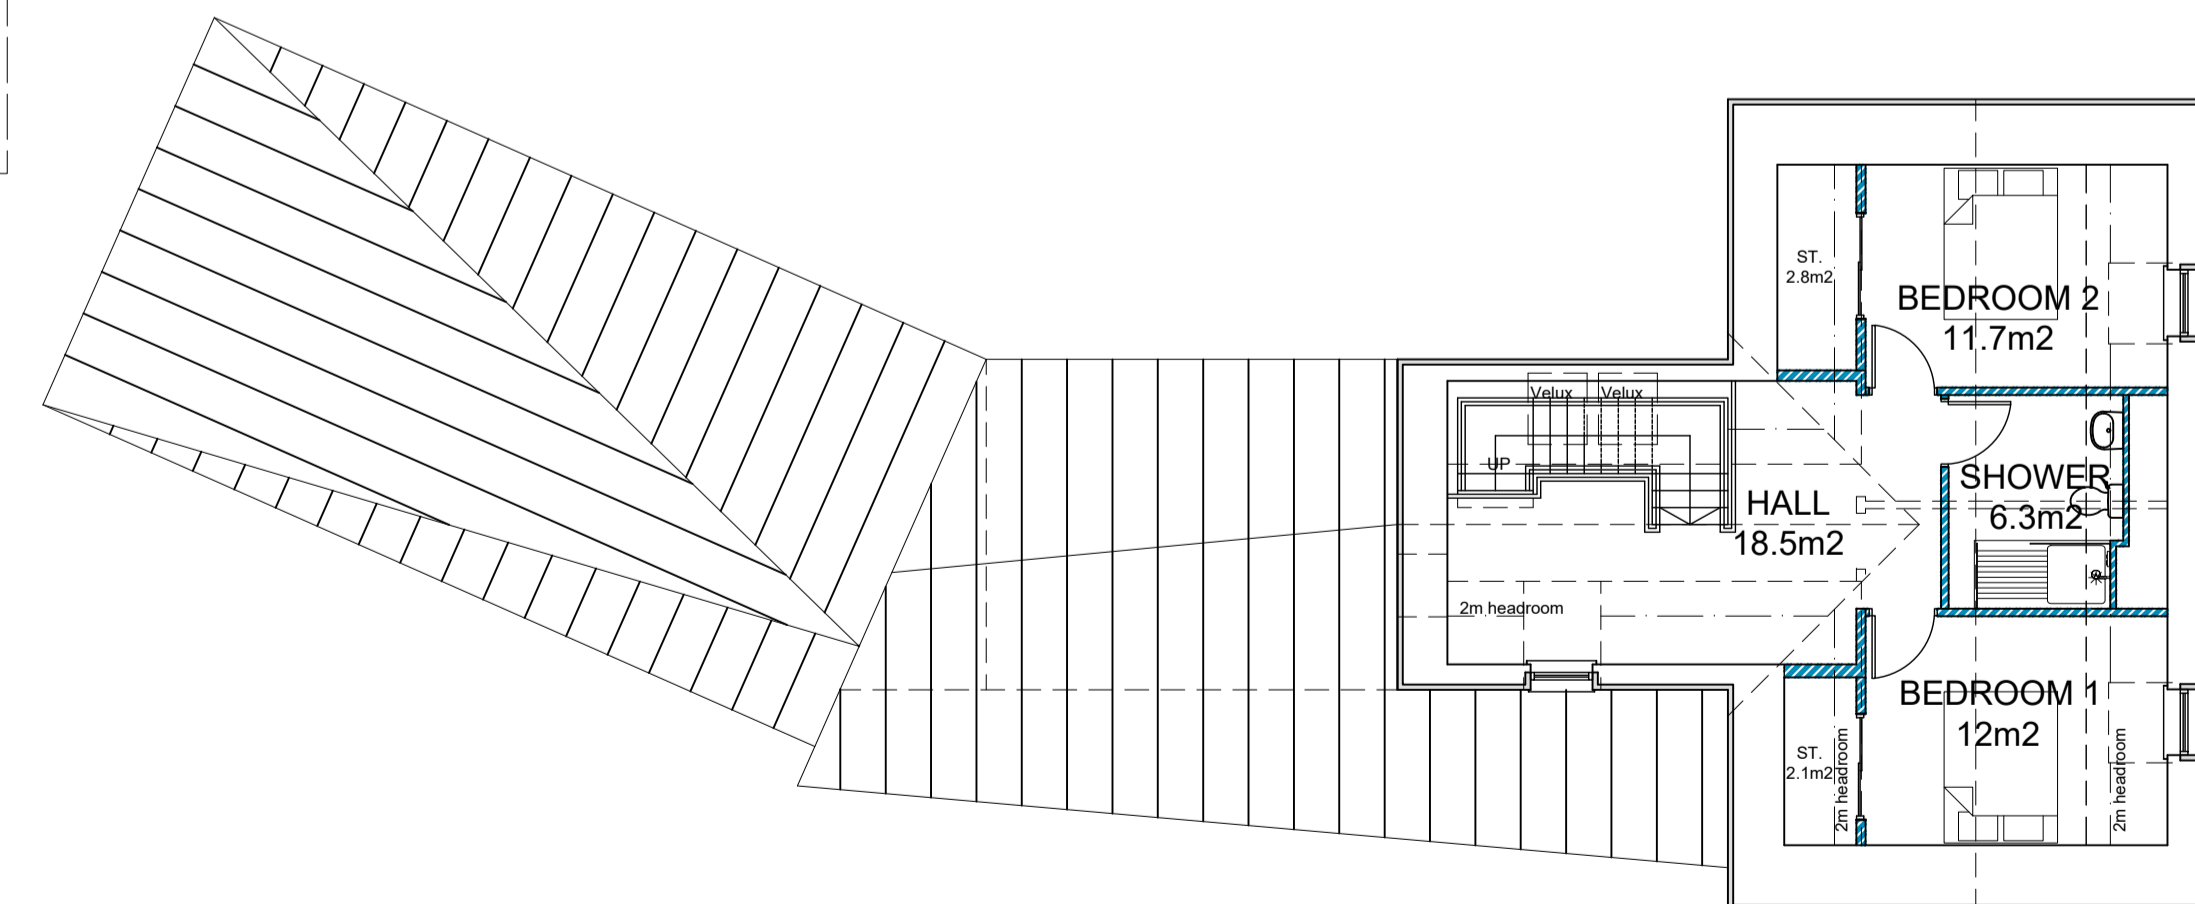 ST.
2.8m2
BEDROOM 2
11.7m2
Velux
Velux
UP
SHOWER
6.3m2
HALL
18.5m2
2m headroom
BEDROOM 1
12m2
ST.
2.1m2
2m headroom
2m headroom